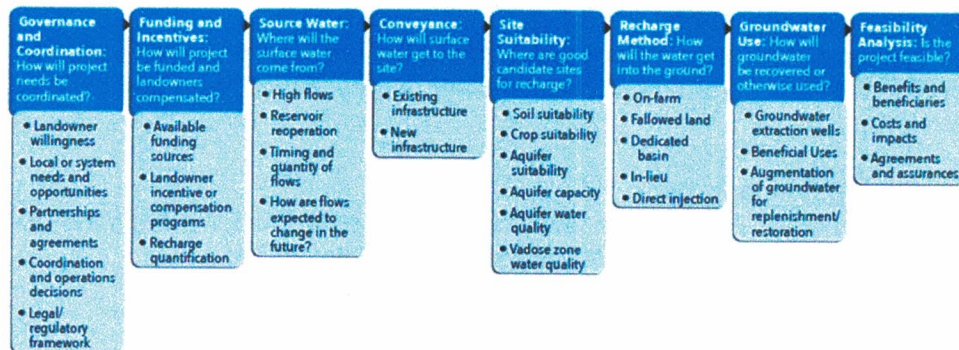 Governance
and
Coordination:
How will project
needs be
coordinated?
• Landowner
willingness
• Local or system
needs and
opportunities
• Partnerships
and
agreements
• Coordination
and operations
decisions
• Legal/
regulatory
framework
Funding and
Incentives:
How will project
be funded and
landowners
compensated?
• Available
funding
sources
• Landowner
incentive or
compensation
programs
• Recharge
quantification
Source Water:
Where will the
surface water
come from?
• High flows
• Reservoir
reoperation
• Timing and
quantity of
flows
• How are flows
expected to
change in the
future?
Conveyance:
How will surface
water get to the
site?
• Existing
infrastructure
• New
infrastructure
Site
Suitability:
Where are good
candidate sites
for recharge?
• Soil suitability
• Crop suitability
• Aquifer
suitability
• Aquifer capacity
• Aquifer water
quality
• Vadose zone
water quality
Recharge
Method: How
will the water get
into the ground?
• On-farm
• Fallowed land
• Dedicated
basin
• In-lieu
• Direct injection
Groundwater
Use: How will
groundwater
be recovered or
otherwise used?
• Groundwater
extraction wells
• Beneficial Uses
• Augmentation
of groundwater
for
replenishment/
restoration
Feasibility
Analysis: Is the
project feasible?
• Benefits and
beneficiaries
• Costs and
impacts
• Agreements
and assurances